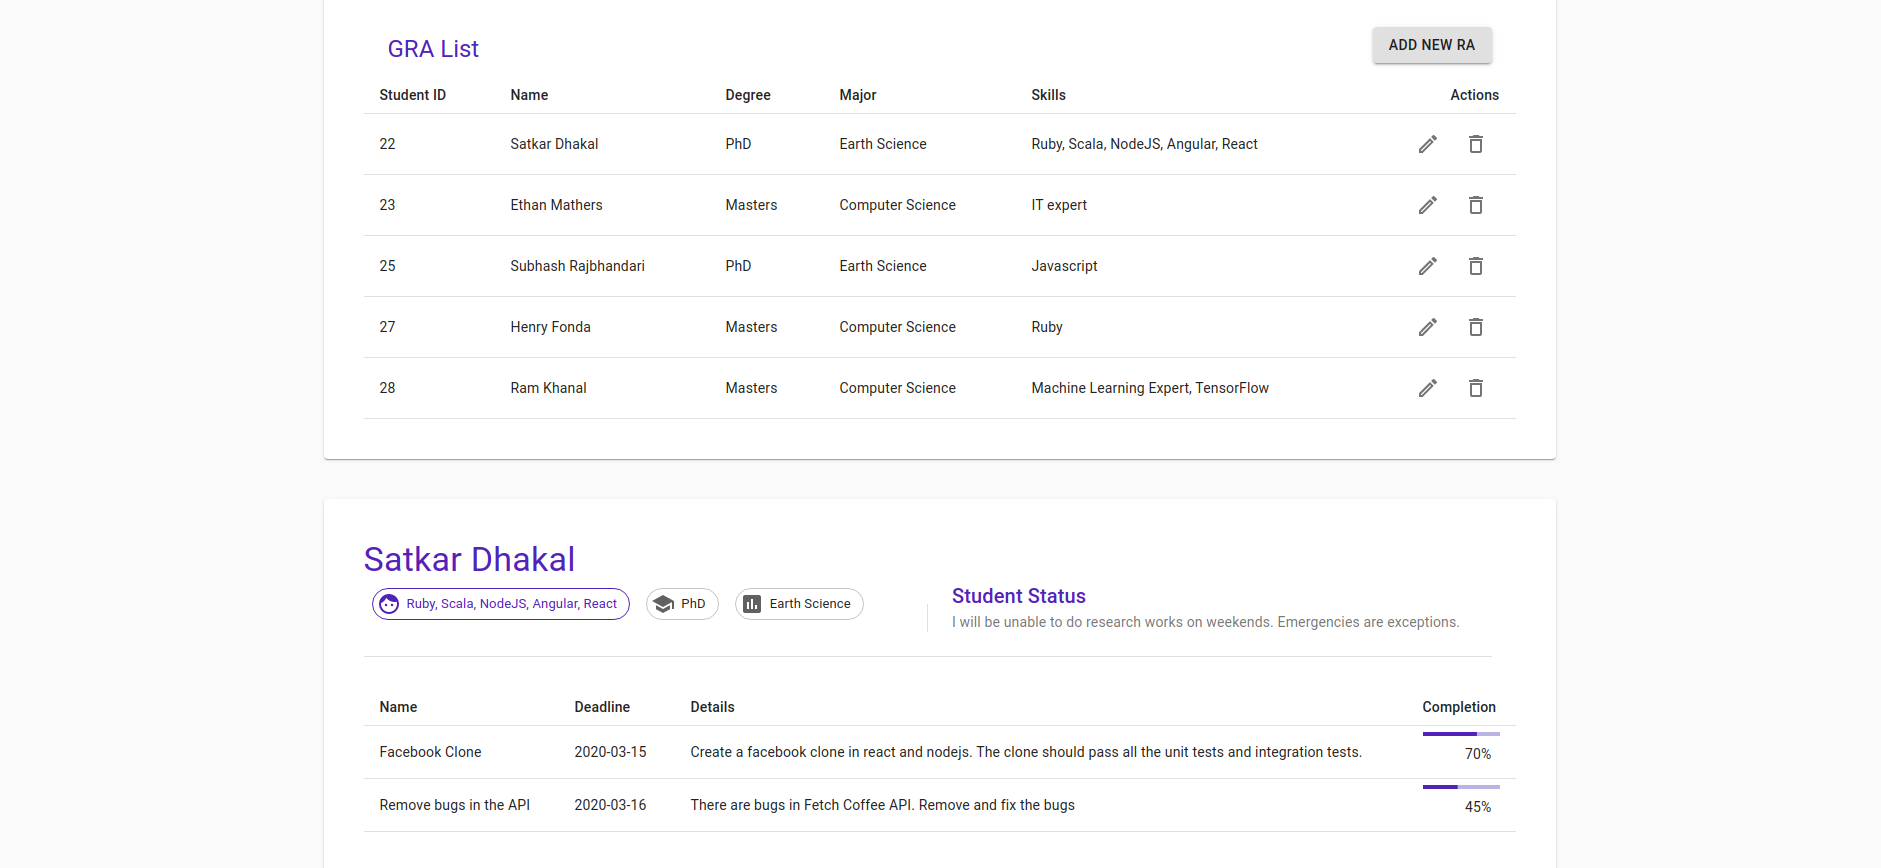 GRA List
ADD NEW RA
Student ID Name Degree Major Skills Actions
22 Satkar Dhakal PhD Earth Science Ruby, Scala, NodeJS, Angular, React
23 Ethan Mathers Masters Computer Science IT expert
25 Subhash Rajbhandari PhD Earth Science Javascript
27 Henry Fonda Masters Computer Science Ruby
28 Ram Khanal Masters Computer Science Machine Learning Expert, TensorFlow
Satkar Dhakal
Ruby, Scala, NodeJS, Angular, React PhD Earth Science
Student Status
I will be unable to do research works on weekends. Emergencies are exceptions.
Name Deadline Details Completion
Facebook Clone 2020-03-15 Create a facebook clone in react and nodejs. The clone should pass all the unit tests and integration tests. 70%
Remove bugs in the API 2020-03-16 There are bugs in Fetch Coffee API. Remove and fix the bugs 45%